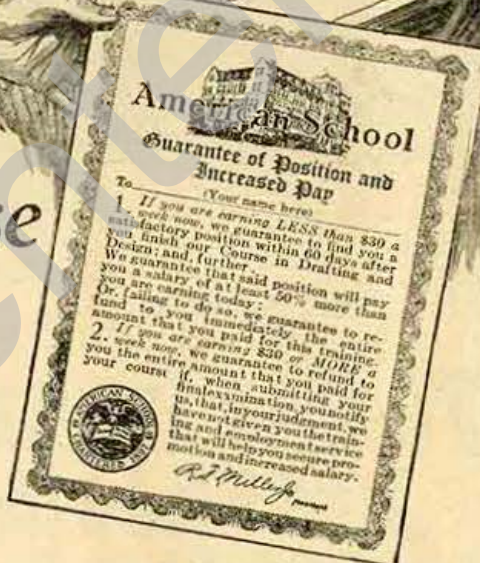 American School
Guarantee of Position and
Increased Pay
To
(Your name here)
1. If you are earning LESS than $30 a
week now, we guarantee to find you a
satisfactory position within 60 days after
you finish our Course in Drafting and
Design; and, further,
We guarantee that said position will pay
you a salary of at least 50% more than
you are earning today;
Or, failing to do so, we guarantee to re-
fund to you immediately the entire
amount that you paid for this training.
2. If you are earning $30 or MORE a
week now, we guarantee to refund to
you the entire amount that you paid for
your course if, when submitting your
final examination, you notify
us, that, in your judgment, we
have not given you the train-
ing and employment service
that will help you secure pro-
motion and increased salary.
AMERICAN SCHOOL
CHARTERED 1897
President
e